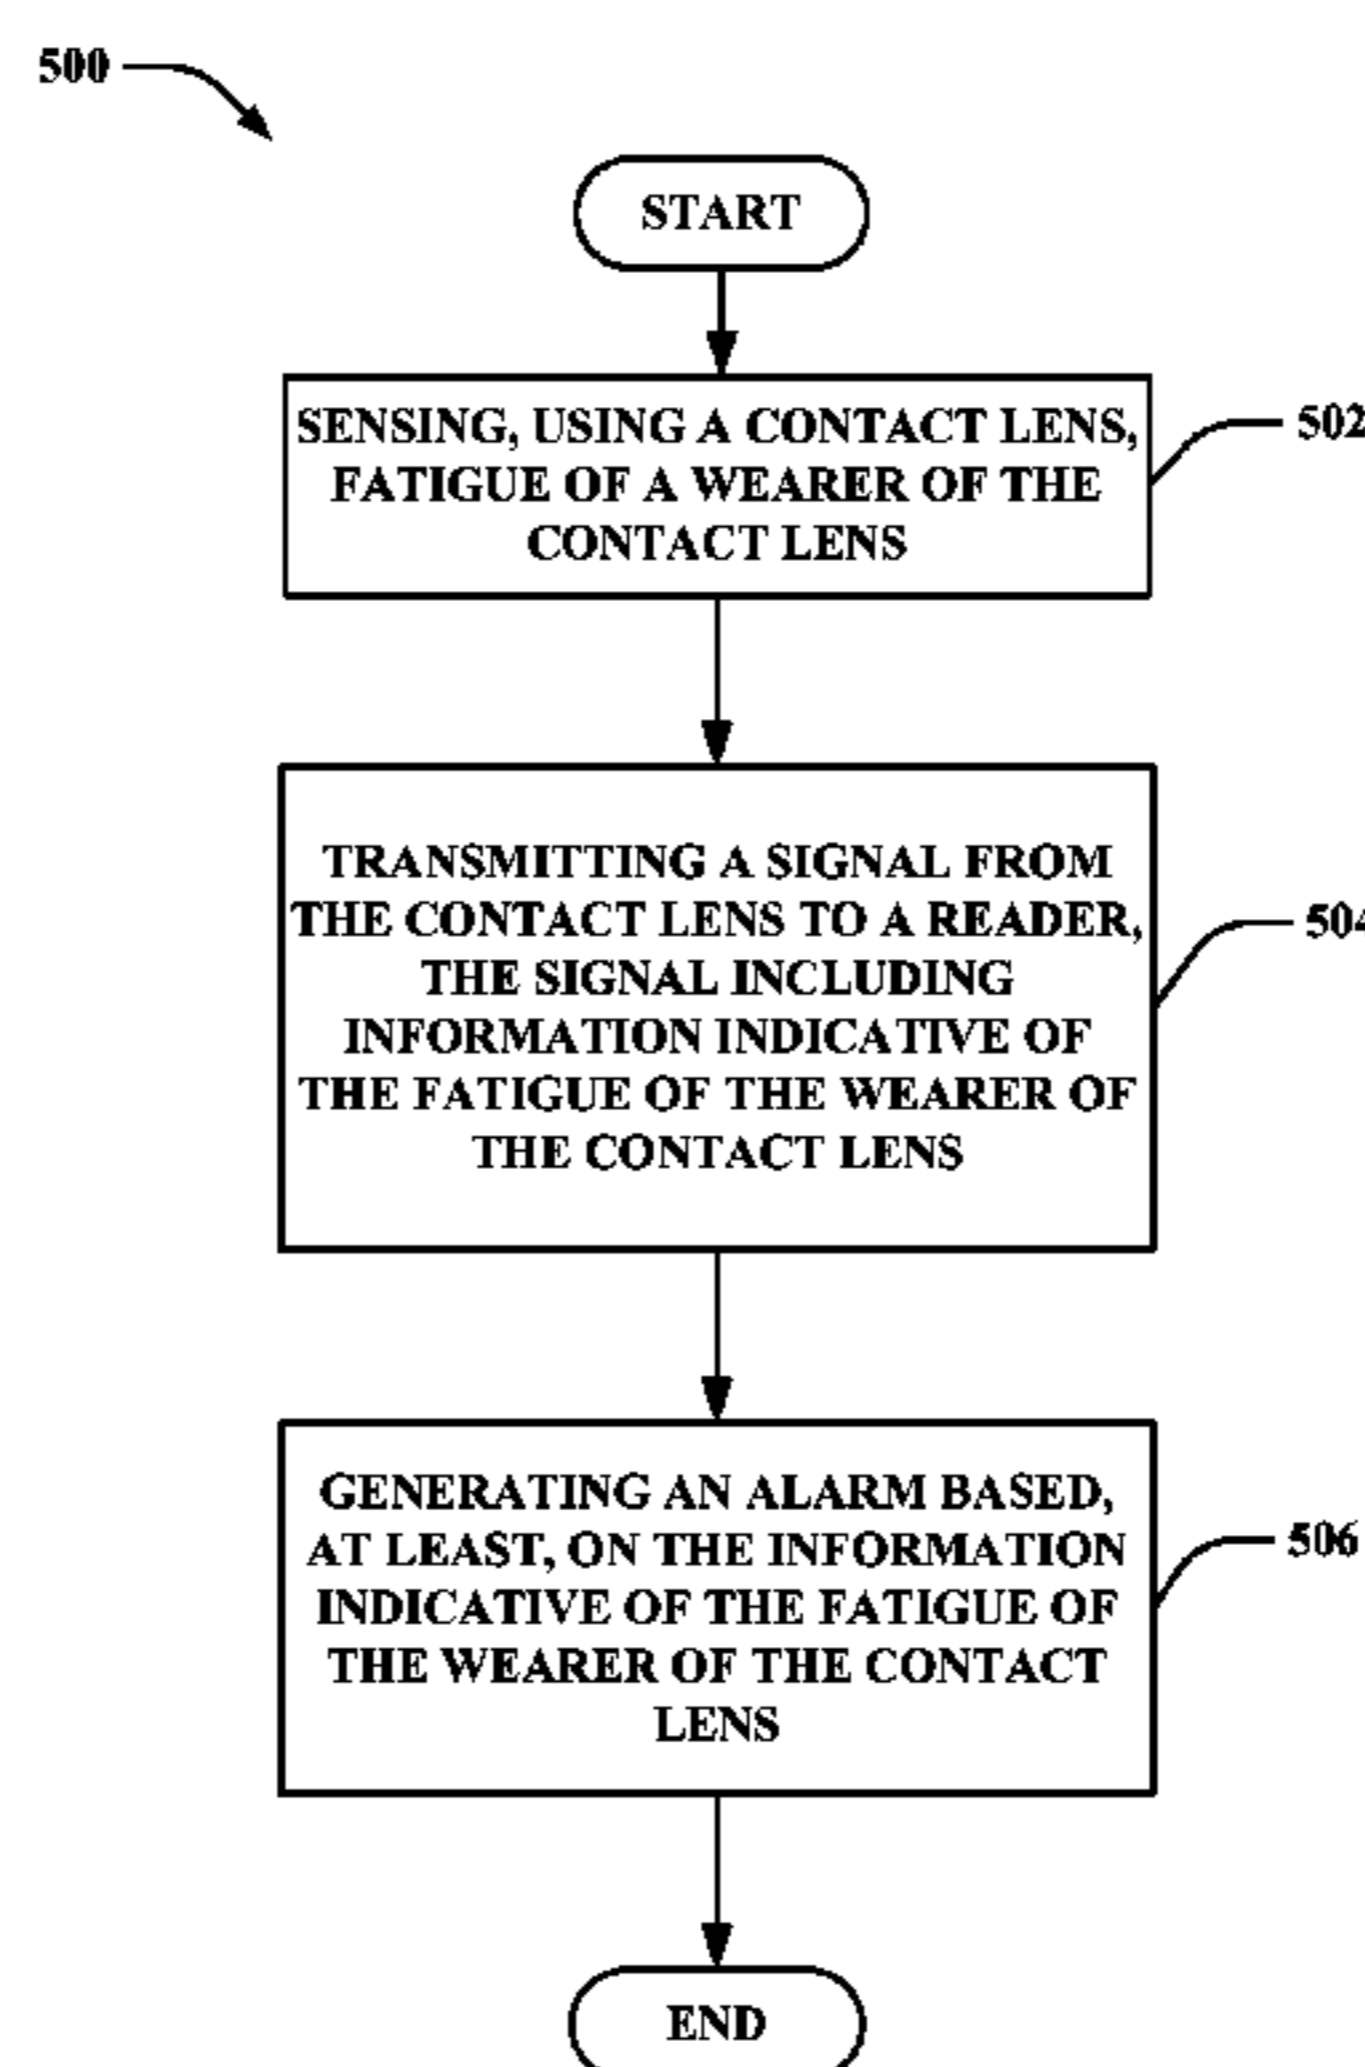 500
START
SENSING, USING A CONTACT LENS,
FATIGUE OF A WEARER OF THE
CONTACT LENS
502
TRANSMITTING A SIGNAL FROM
THE CONTACT LENS TO A READER,
THE SIGNAL INCLUDING
INFORMATION INDICATIVE OF
THE FATIGUE OF THE WEARER OF
THE CONTACT LENS
504
GENERATING AN ALARM BASED,
AT LEAST, ON THE INFORMATION
INDICATIVE OF THE FATIGUE OF
THE WEARER OF THE CONTACT
LENS
506
END